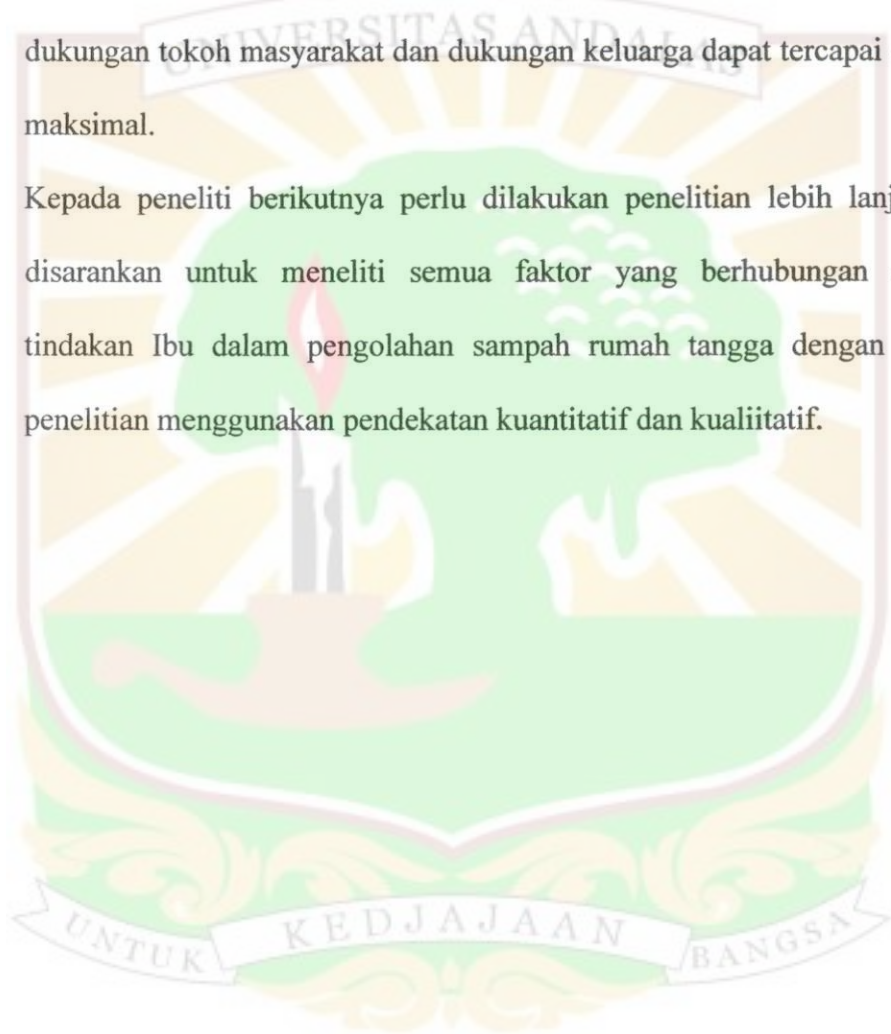 UNIVERSITAS ANDALAS
dukungan tokoh masyarakat dan dukungan keluarga dapat tercapai
maksimal.
Kepada peneliti berikutnya perlu dilakukan penelitian lebih lanj
disarankan untuk meneliti semua faktor yang berhubungan
tindakan Ibu dalam pengolahan sampah rumah tangga dengan
penelitian menggunakan pendekatan kuantitatif dan kualiitatif.
UNTUK KEDJAJAAN BANGSA